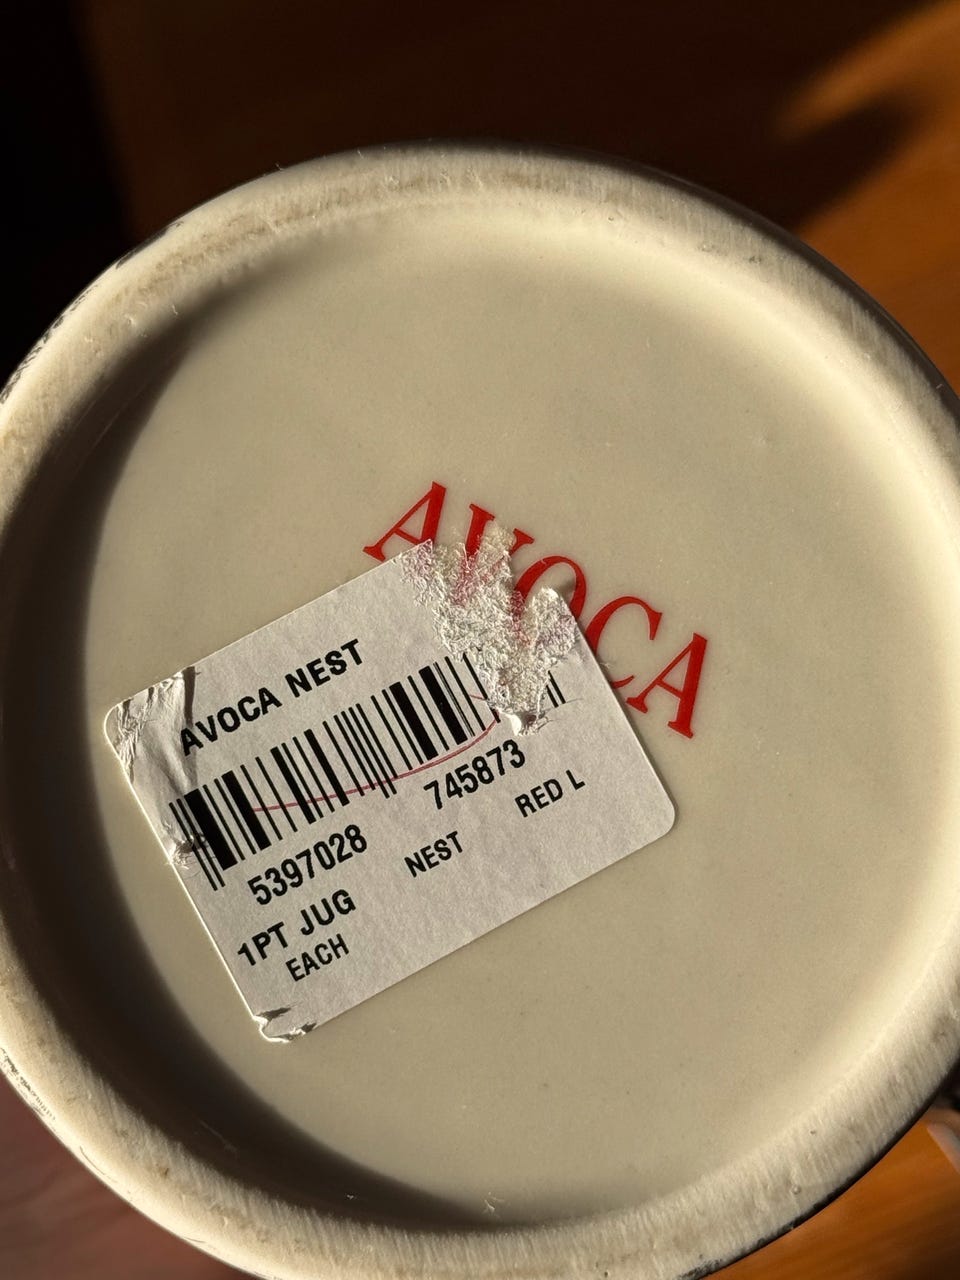 AVOCA
AVOCA NEST
5397028 745873
1PT JUG NEST RED L
EACH